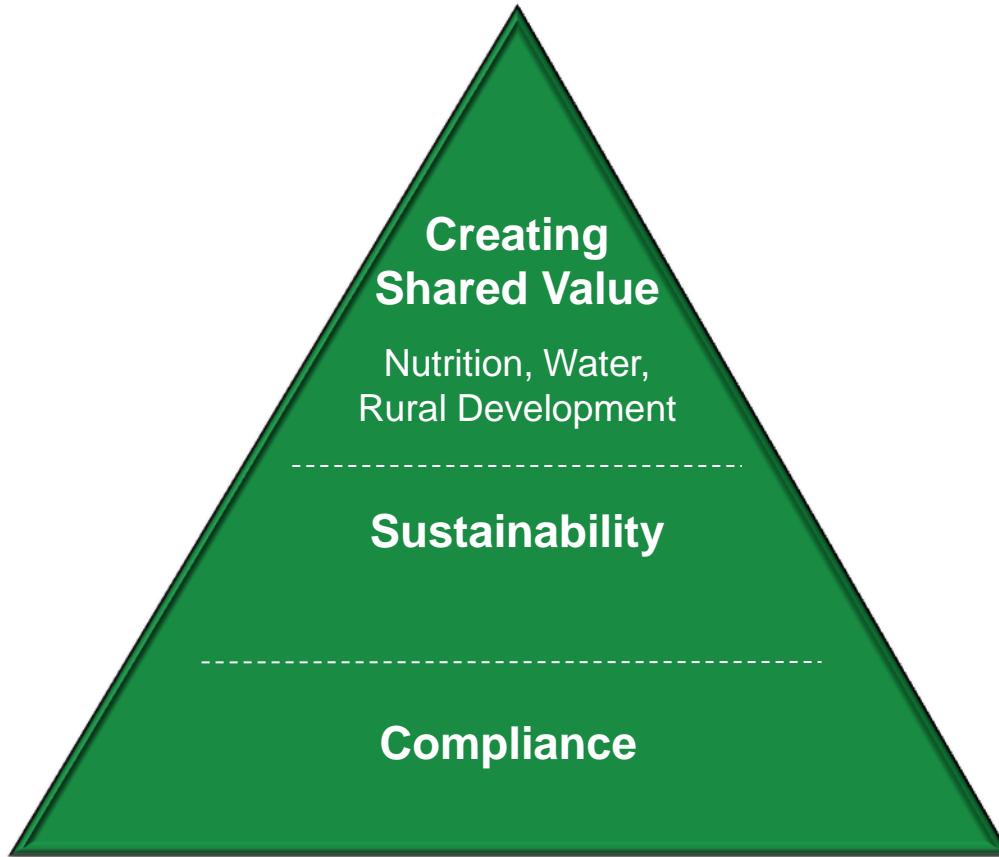 Creating
Shared Value
Nutrition, Water,
Rural Development
Sustainability
Compliance